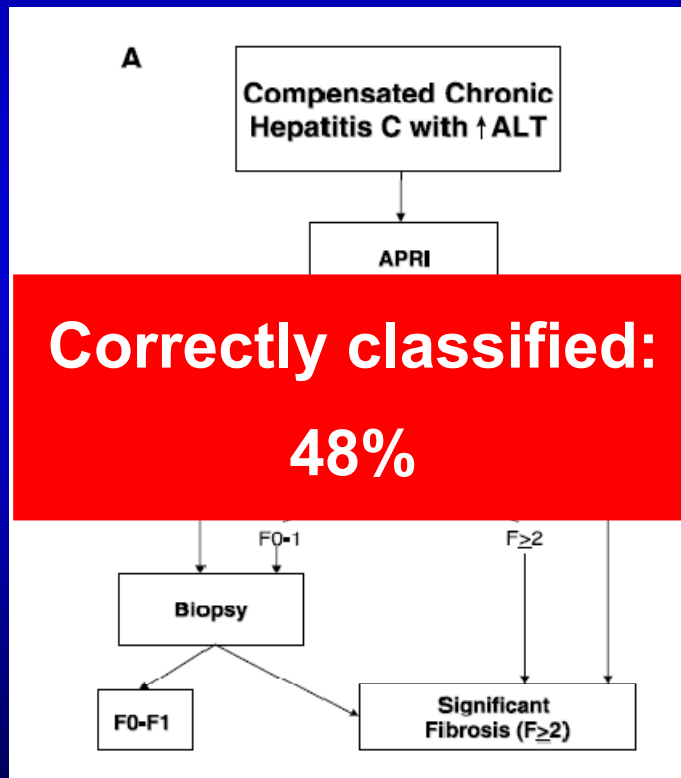 A
Compensated Chronic
Hepatitis C with ↑ALT
APRI
Correctly classified:
48%
F0-1
F≥2
Biopsy
F0-F1
Significant
Fibrosis (F≥2)